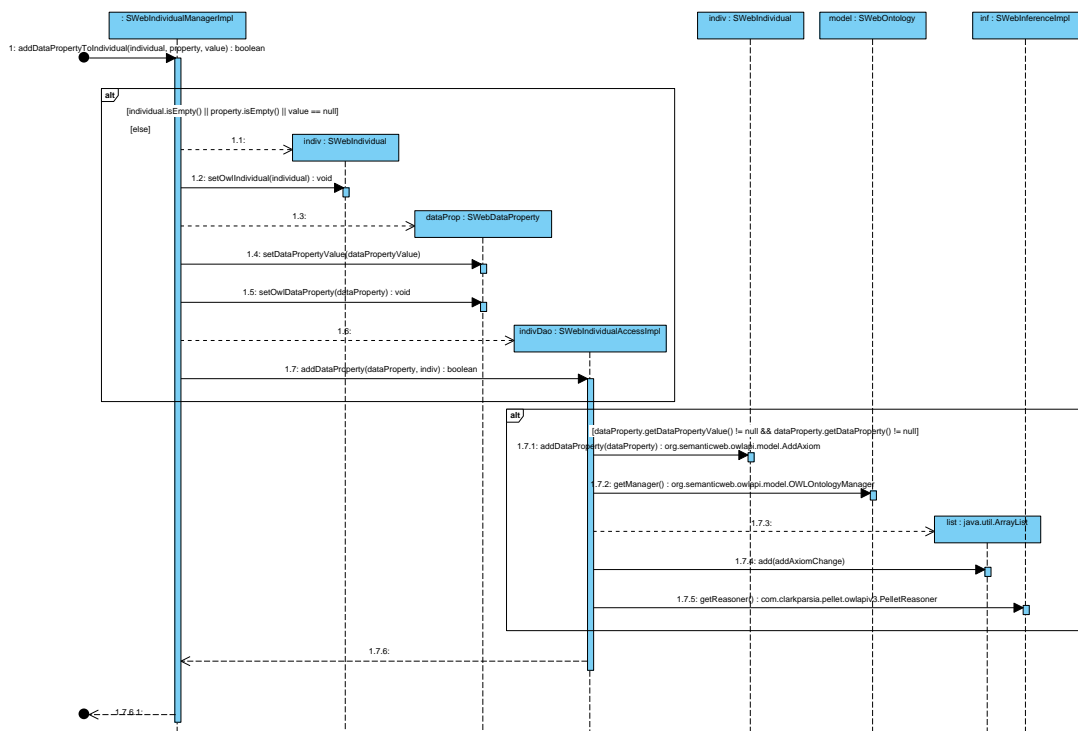 : SWebIndividualManagerImpl
indiv : SWebIndividual
model : SWebOntology
inf : SWebInferenceImpl
1: addDataPropertyToIndividual(individual, property, value) : boolean
alt
[individual.isEmpty() || property.isEmpty() || value == null]
[else]
1.1:
indiv : SWebIndividual
1.2: setOwlIndividual(individual) : void
1.3:
dataProp : SWebDataProperty
1.4: setDataPropertyValue(dataPropertyValue)
1.5: setOwlDataProperty(dataProperty) : void
1.6:
indivDao : SWebIndividualAccessImpl
1.7: addDataProperty(dataProperty, indiv) : boolean
alt
[dataProperty.getDataPropertyValue() != null && dataProperty.getDataProperty() != null]
1.7.1: addDataProperty(dataProperty) : org.semanticweb.owlapi.model.AddAxiom
1.7.2: getManager() : org.semanticweb.owlapi.model.OWLOntologyManager
1.7.3:
list : java.util.ArrayList
1.7.4: add(addAxiomChange)
1.7.5: getReasoner() : com.clarkparsia.pellet.owlapiv3.PelletReasoner
1.7.6:
1.7.6.1: